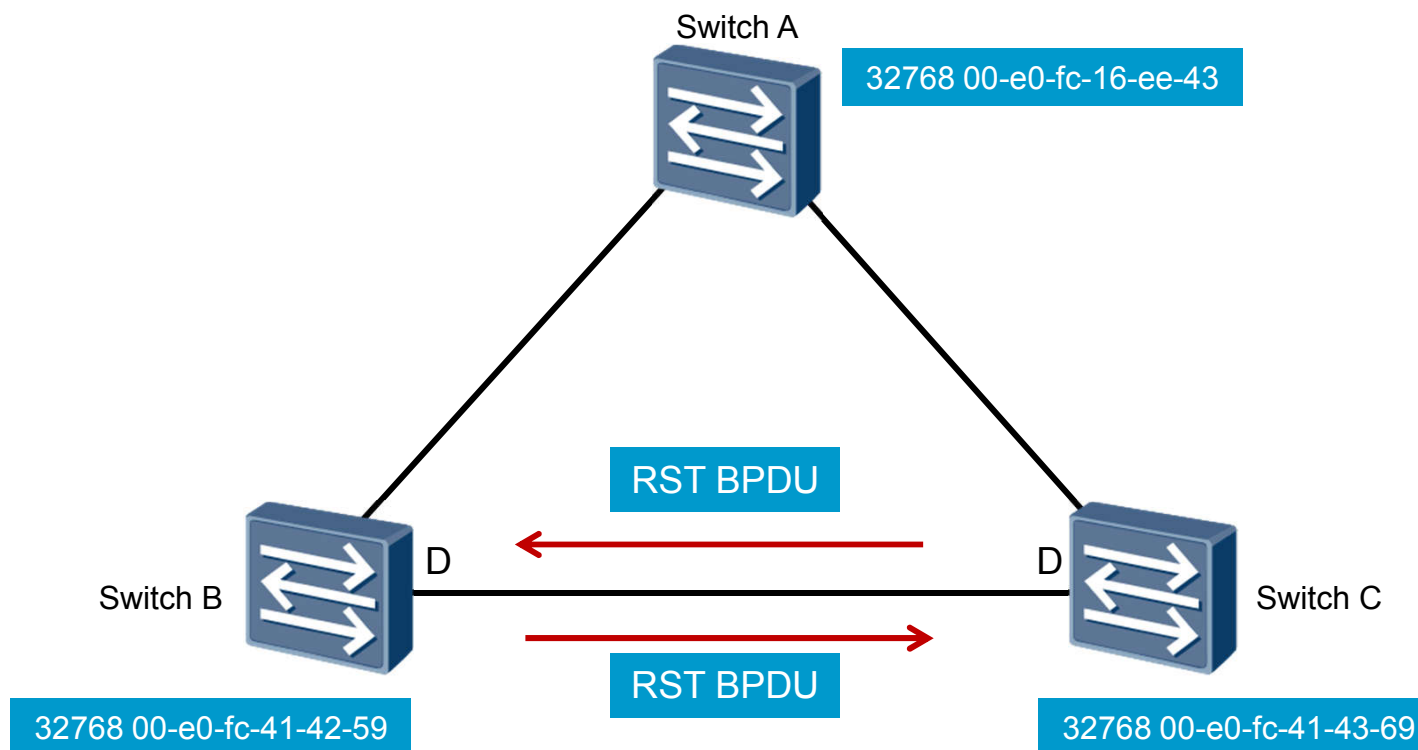 Switch A
32768 00-e0-fc-16-ee-43
RST BPDU
D
D
Switch B
Switch C
RST BPDU
32768 00-e0-fc-41-42-59
32768 00-e0-fc-41-43-69